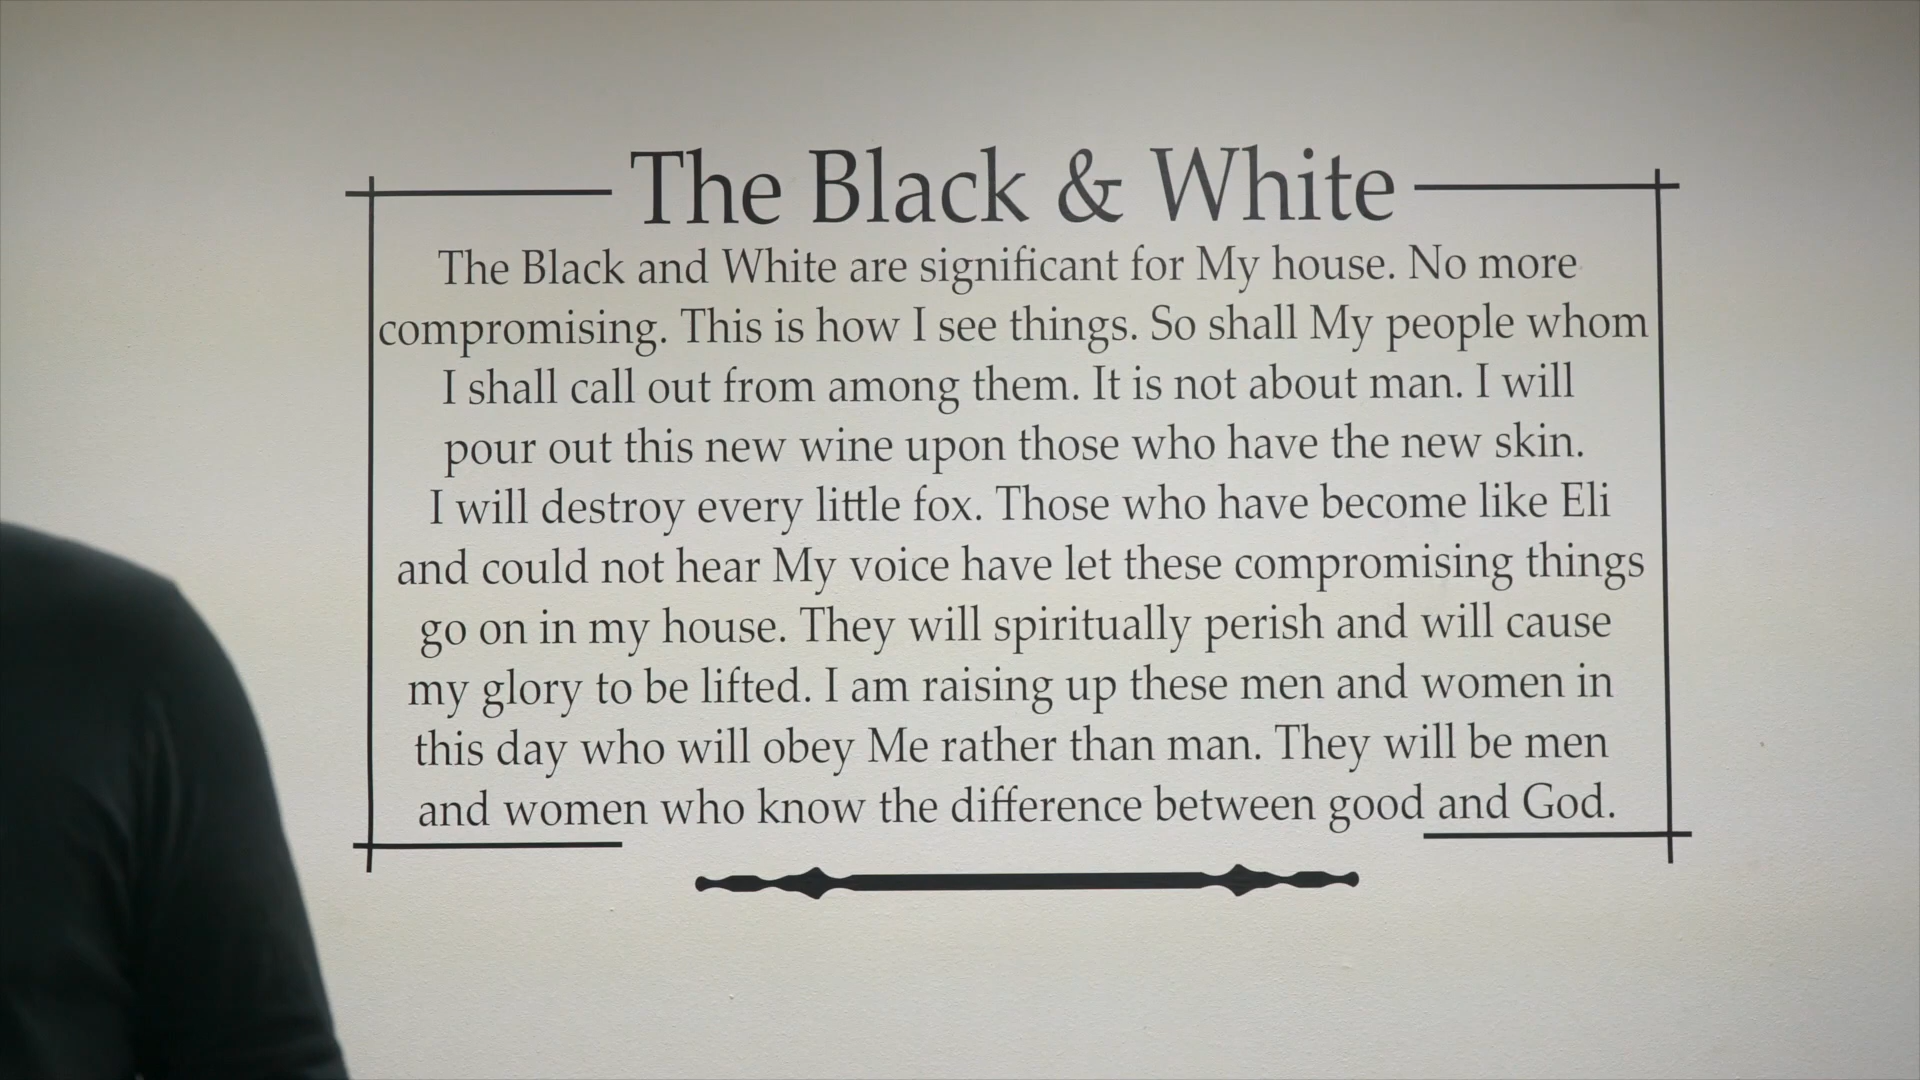 The Black & White
The Black and White are significant for My house. No more
compromising. This is how I see things. So shall My people whom
I shall call out from among them. It is not about man. I will
pour out this new wine upon those who have the new skin.
I will destroy every little fox. Those who have become like Eli
and could not hear My voice have let these compromising things
go on in my house. They will spiritually perish and will cause
my glory to be lifted. I am raising up these men and women in
this day who will obey Me rather than man. They will be men
and women who know the difference between good and God.